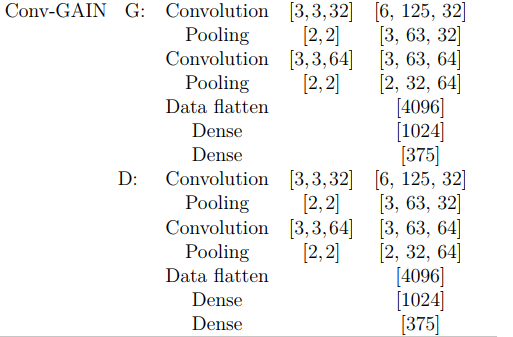 Conv-GAIN G: Convolution [3,3,32] [6, 125, 32]
Pooling [2,2] [3, 63, 32]
Convolution [3,3,64] [3, 63, 64]
Pooling [2,2] [2, 32, 64]
Data flatten [4096]
Dense [1024]
Dense [375]
D: Convolution [3,3,32] [6, 125, 32]
Pooling [2,2] [3, 63, 32]
Convolution [3,3,64] [3, 63, 64]
Pooling [2,2] [2, 32, 64]
Data flatten [4096]
Dense [1024]
Dense [375]